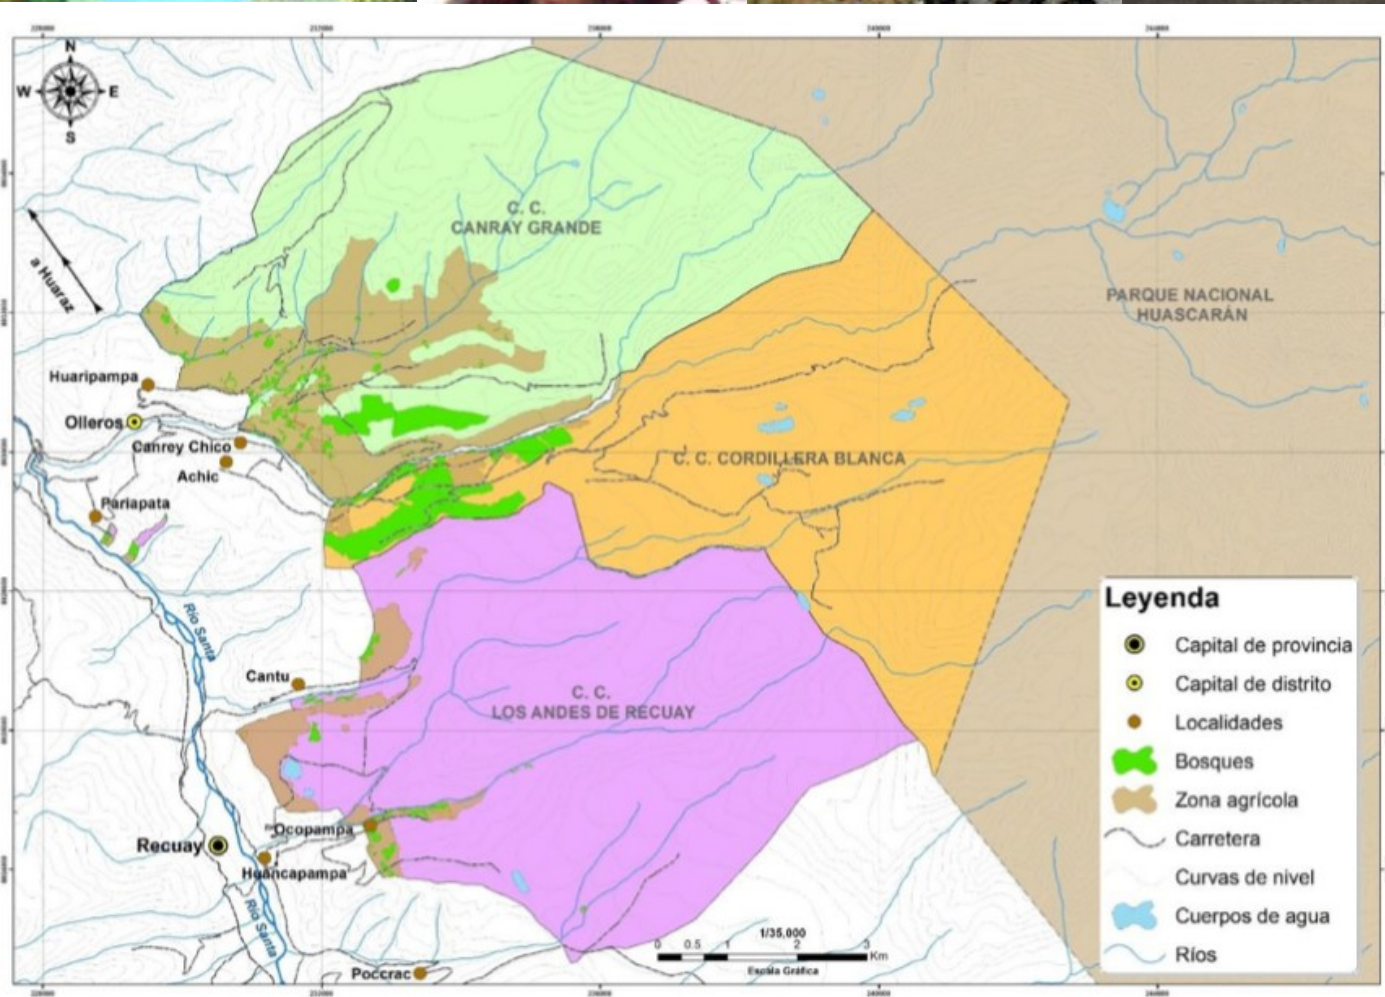 N
W
E
S
a Huaraz
C. C.
CANRAY GRANDE
PARQUE NACIONAL
HUASCARÁN
Huaripampa
Olleros
Canrey Chico
Achic
C. C. CORDILLERA BLANCA
Pariapata
Río Santa
Cantu
C. C.
LOS ANDES DE RECUAY
Ocopampa
Recuay
Huancapampa
Río Santa
Poccrac
1/35,000
0 0.5 1 2 3 Km
Escala Gráfica
Leyenda
Capital de provincia
Capital de distrito
Localidades
Bosques
Zona agrícola
Carretera
Curvas de nivel
Cuerpos de agua
Ríos